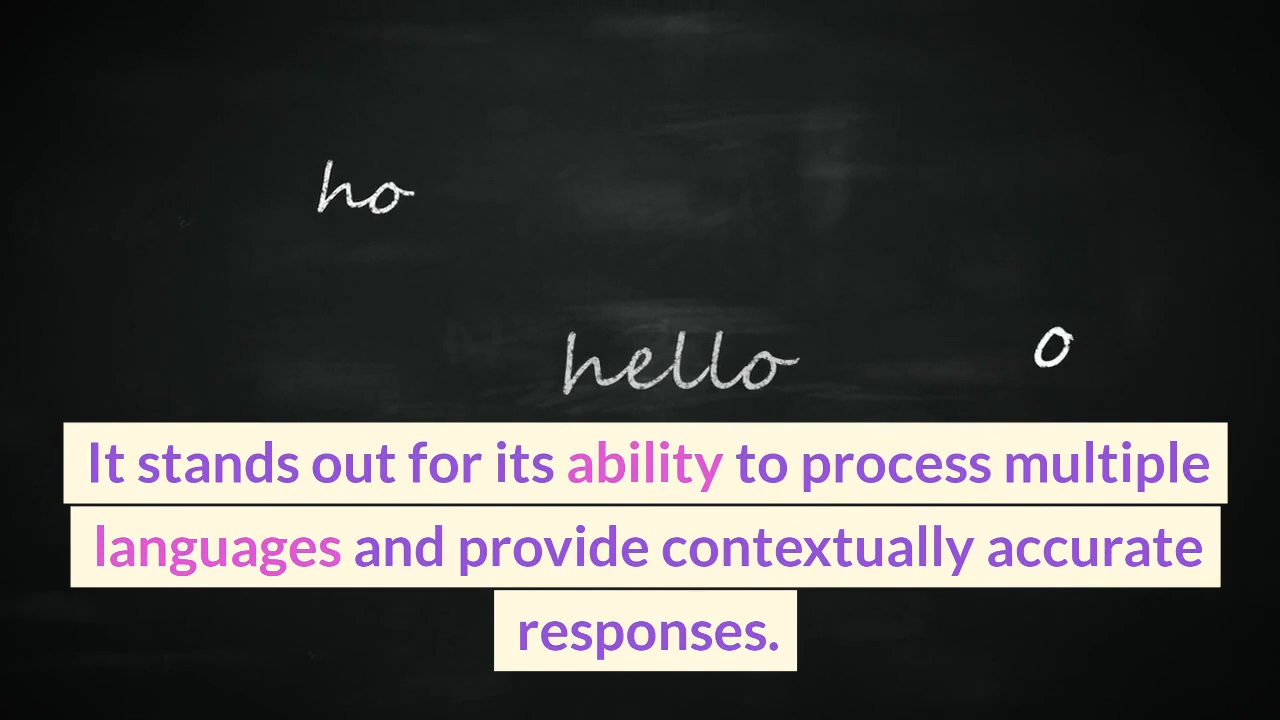 ho
hello
o
It stands out for its ability to process multiple
languages and provide contextually accurate
responses.